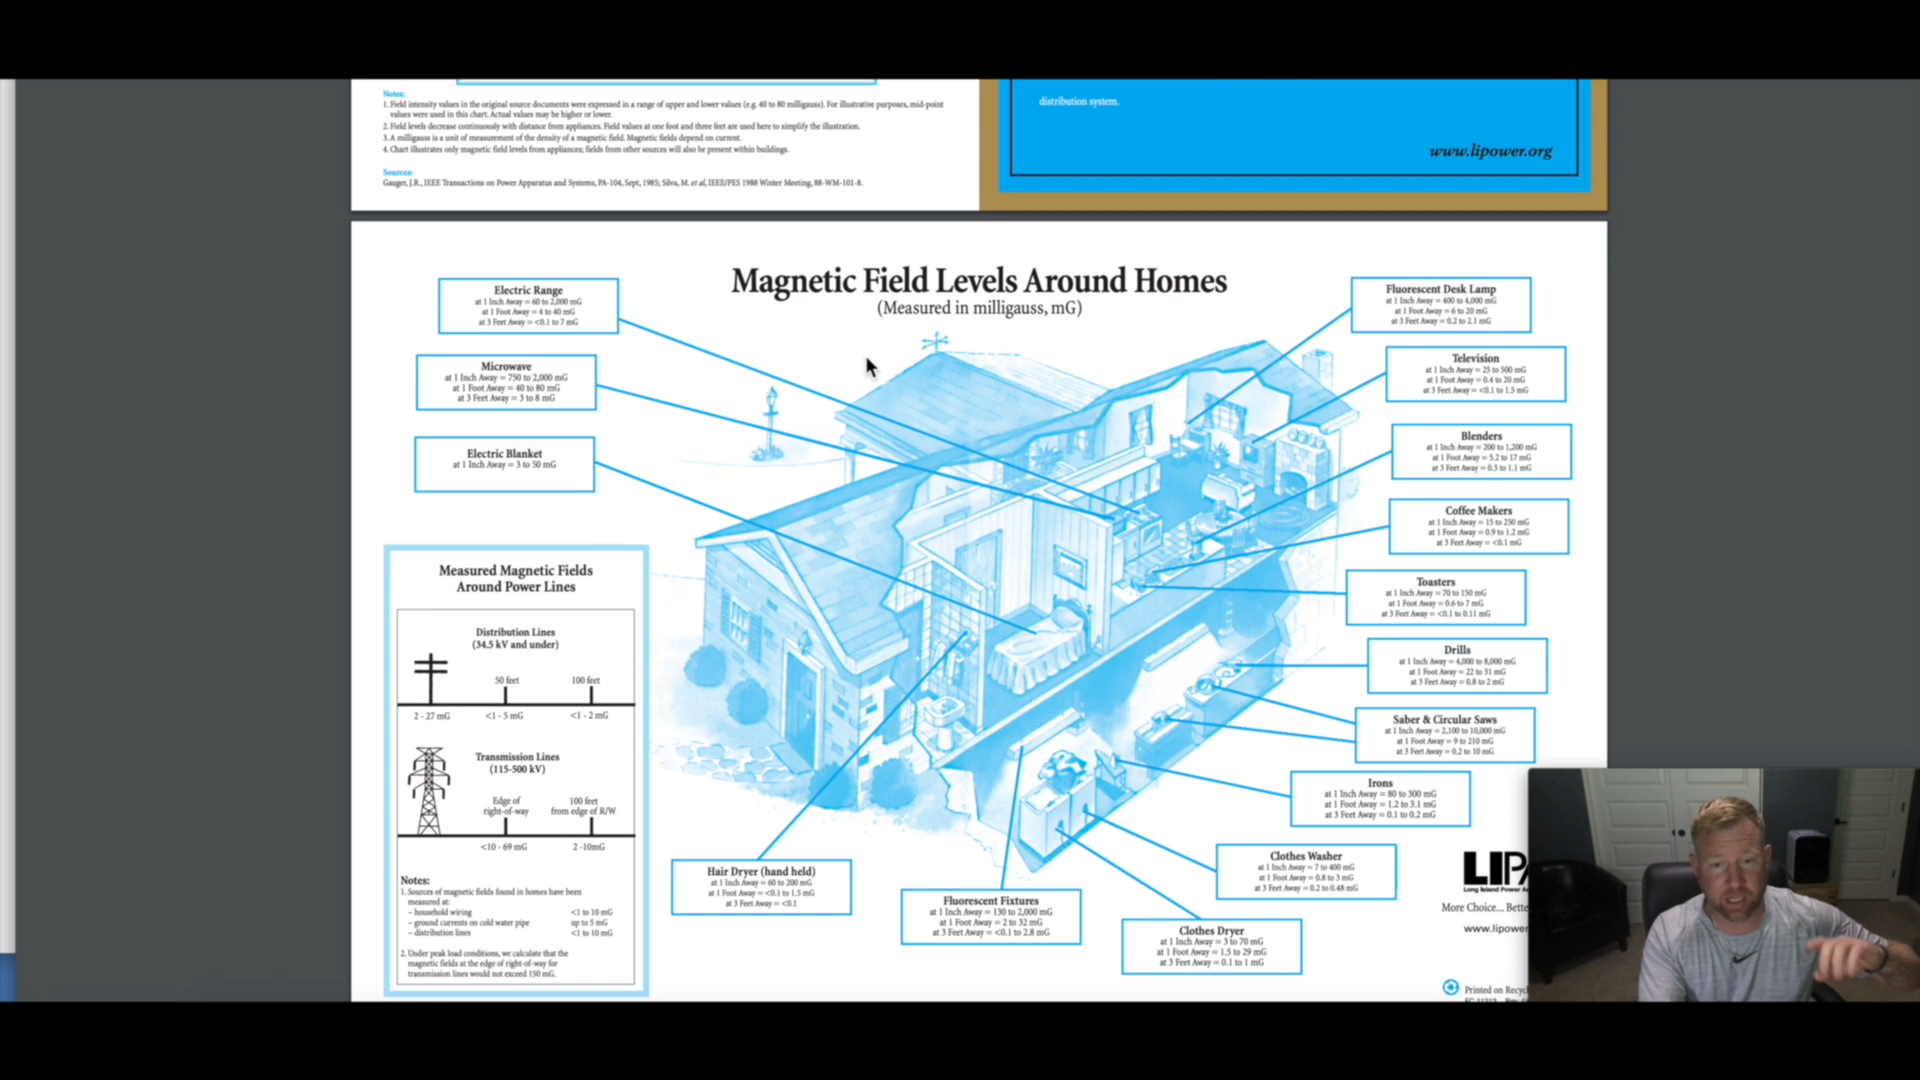 Notes:
1. Field intensity values in the original source documents were expressed in a range of upper and lower values (e.g. 40 to 80 milligauss). For illustrative purposes, mid-point
values were used in this chart. Actual values may be higher or lower.
2. Field levels decrease continuously with distance from appliances. Field values at one foot and three feet are used here to simplify the illustration.
3. A milligauss is a unit of measurement of the density of a magnetic field. Magnetic fields depend on current.
4. Chart illustrates only magnetic field levels from appliances; fields from other sources will also be present within buildings.
Sources:
Gauger, J.R., IEEE Transactions on Power Apparatus and Systems, PA-104, Sept, 1985; Silva, M. et al, IEEE/PES 1988 Winter Meeting, 88-WM-101-8.
distribution system.
www.lipower.org
Magnetic Field Levels Around Homes
(Measured in milligauss, mG)
Electric Range
at 1 Inch Away = 60 to 2,000 mG
at 1 Foot Away = 4 to 40 mG
at 3 Feet Away = <0.1 to 7 mG
Microwave
at 1 Inch Away = 750 to 2,000 mG
at 1 Foot Away = 40 to 80 mG
at 3 Feet Away = 3 to 8 mG
Electric Blanket
at 1 Inch Away = 3 to 50 mG
Fluorescent Desk Lamp
at 1 Inch Away = 400 to 4,000 mG
at 1 Foot Away = 6 to 20 mG
at 3 Feet Away = 0.2 to 2.1 mG
Television
at 1 Inch Away = 25 to 500 mG
at 1 Foot Away = 0.4 to 20 mG
at 3 Feet Away = <0.1 to 1.5 mG
Blenders
at 1 Inch Away = 200 to 1,200 mG
at 1 Foot Away = 5.2 to 17 mG
at 3 Feet Away = 0.3 to 1.1 mG
Coffee Makers
at 1 Inch Away = 15 to 250 mG
at 1 Foot Away = 0.9 to 1.2 mG
at 3 Feet Away = <0.1 mG
Toasters
at 1 Inch Away = 70 to 150 mG
at 1 Foot Away = 0.6 to 7 mG
at 3 Feet Away = <0.1 to 0.11 mG
Drills
at 1 Inch Away = 4,000 to 8,000 mG
at 1 Foot Away = 22 to 31 mG
at 3 Feet Away = 0.8 to 2 mG
Saber & Circular Saws
at 1 Inch Away = 2,100 to 10,000 mG
at 1 Foot Away = 9 to 210 mG
at 3 Feet Away = 0.2 to 10 mG
Irons
at 1 Inch Away = 80 to 300 mG
at 1 Foot Away = 1.2 to 3.1 mG
at 3 Feet Away = 0.1 to 0.2 mG
Clothes Washer
at 1 Inch Away = 7 to 400 mG
at 1 Foot Away = 0.8 to 3 mG
at 3 Feet Away = 0.2 to 0.48 mG
Clothes Dryer
at 1 Inch Away = 3 to 70 mG
at 1 Foot Away = 1.5 to 29 mG
at 3 Feet Away = 0.1 to 1 mG
Fluorescent Fixtures
at 1 Inch Away = 130 to 2,000 mG
at 1 Foot Away = 2 to 32 mG
at 3 Feet Away = <0.1 to 2.8 mG
Hair Dryer (hand held)
at 1 Inch Away = 60 to 200 mG
at 1 Foot Away = <0.1 to 1.5 mG
at 3 Feet Away = <0.1
Measured Magnetic Fields
Around Power Lines
Distribution Lines
(34.5 kV and under)
50 feet 100 feet
2 - 27 mG <1 - 5 mG <1 - 2 mG
Transmission Lines
(115-500 kV)
Edge of 100 feet
right-of-way from edge of R/W
<10 - 69 mG 2 -10mG
Notes:
1. Sources of magnetic fields found in homes have been
measured at:
– household wiring <1 to 10 mG
– ground currents on cold water pipe up to 5 mG
– distribution lines <1 to 10 mG
2. Under peak load conditions, we calculate that the
magnetic fields at the edge of right-of-way for
transmission lines would not exceed 150 mG.
LIPA
Long Island Power
More Choice... Bette
www.lipower
Printed on Recyc